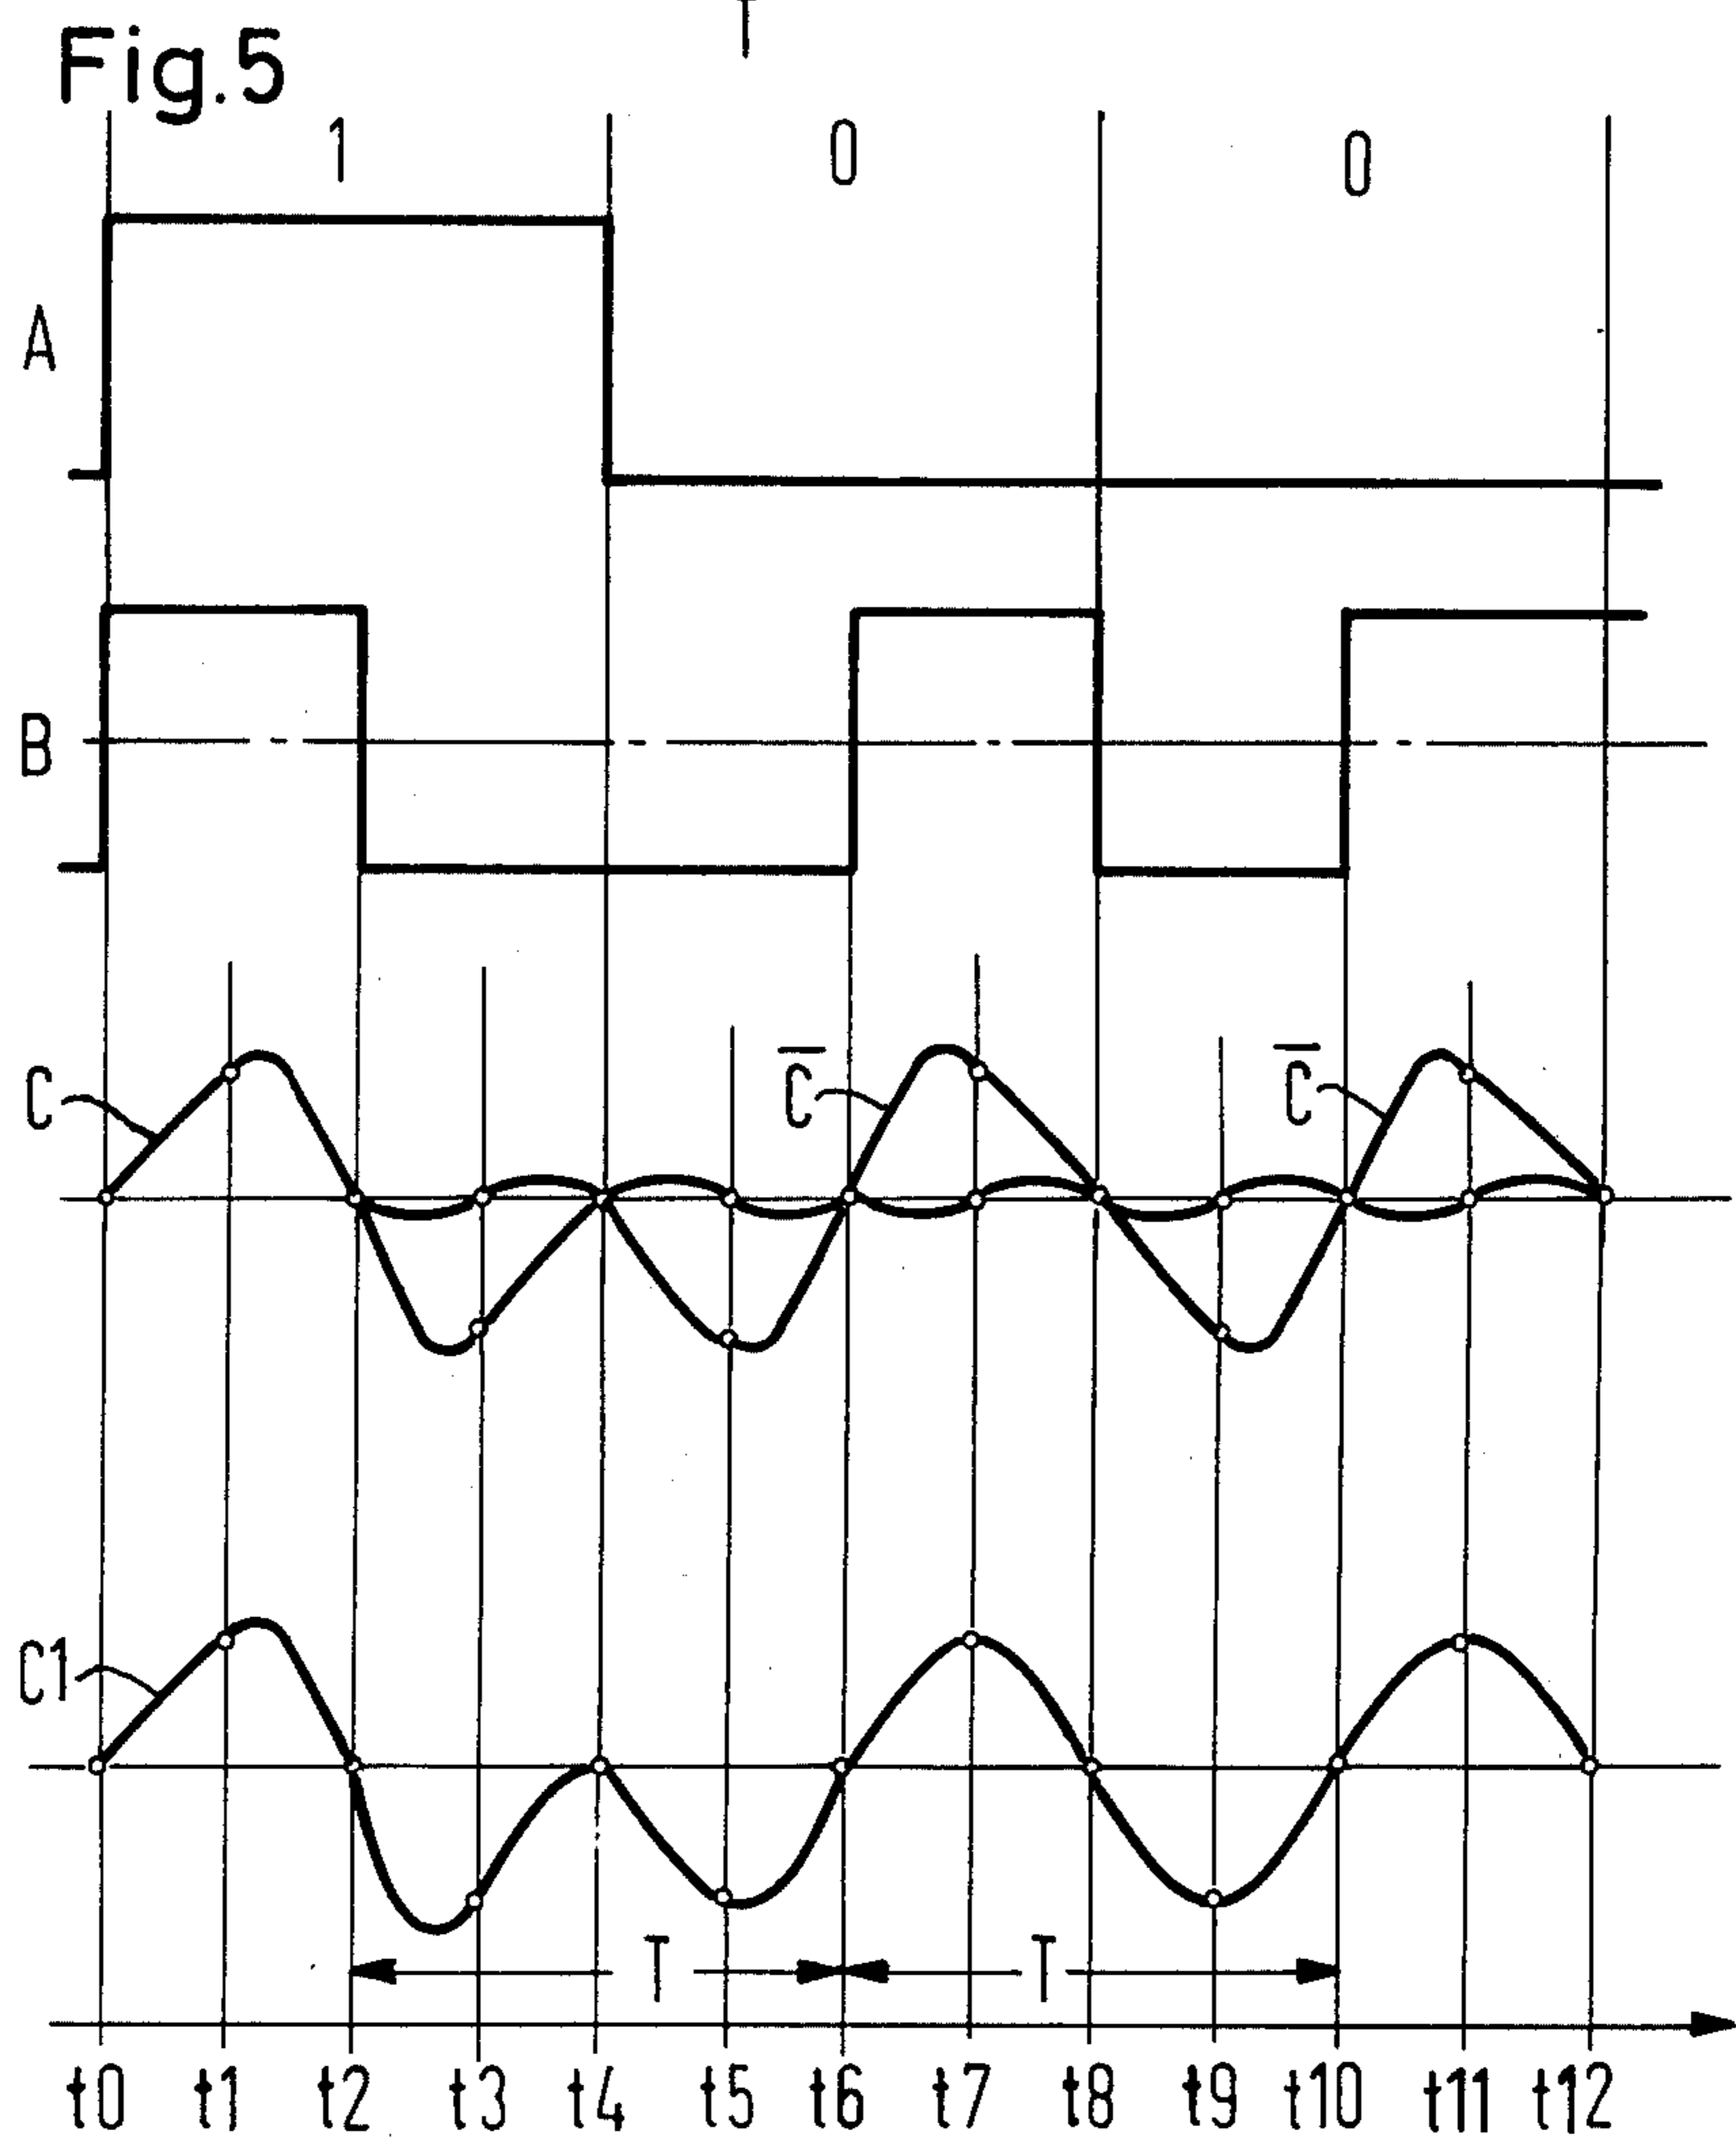 T
Fig.5
1 0 0
A
B
C C̅ C̅
C1
T T
t0 t1 t2 t3 t4 t5 t6 t7 t8 t9 t10 t11 t12